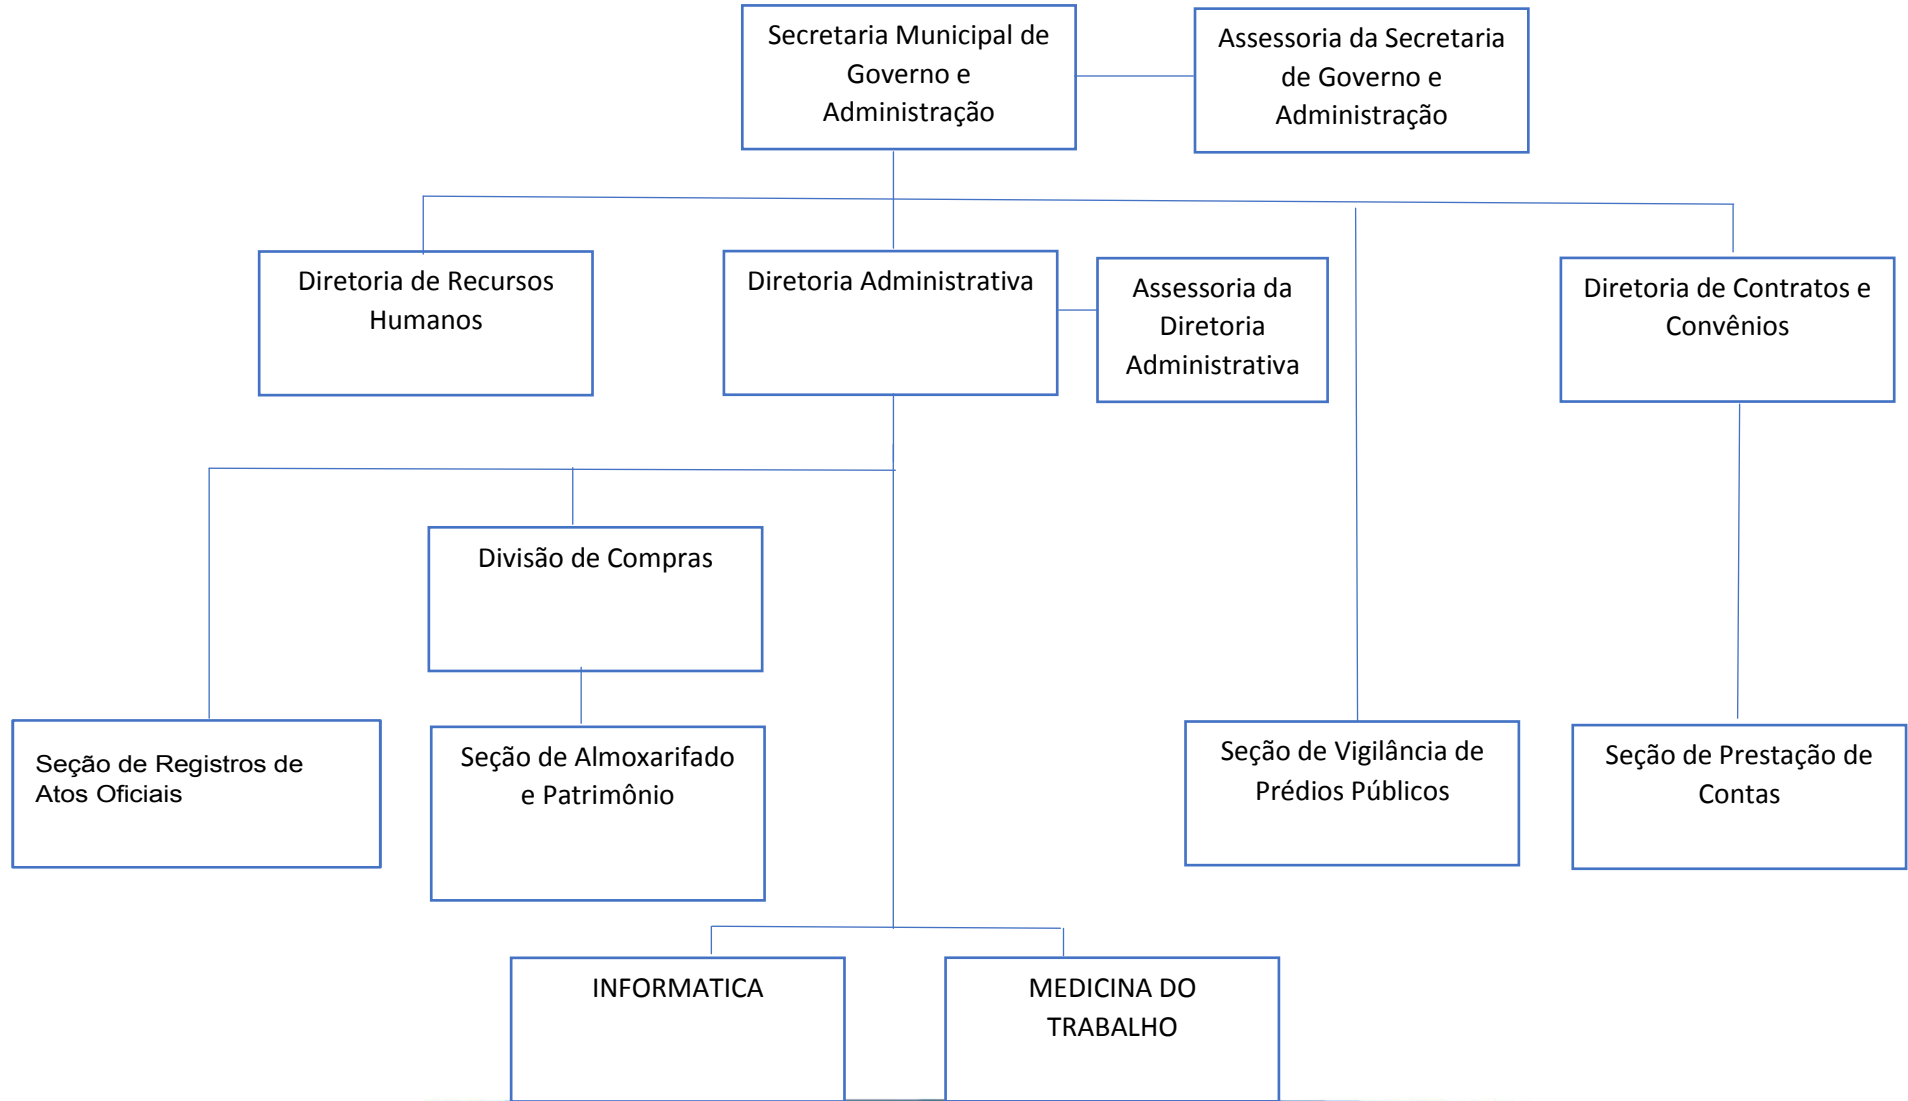 Secretaria Municipal de
Governo e
Administração
Assessoria da Secretaria
de Governo e
Administração
Diretoria de Recursos
Humanos
Diretoria Administrativa
Assessoria da
Diretoria
Administrativa
Diretoria de Contratos e
Convênios
Divisão de Compras
Seção de Registros de
Atos Oficiais
Seção de Almoxarifado
e Patrimônio
Seção de Vigilância de
Prédios Públicos
Seção de Prestação de
Contas
INFORMATICA
MEDICINA DO
TRABALHO